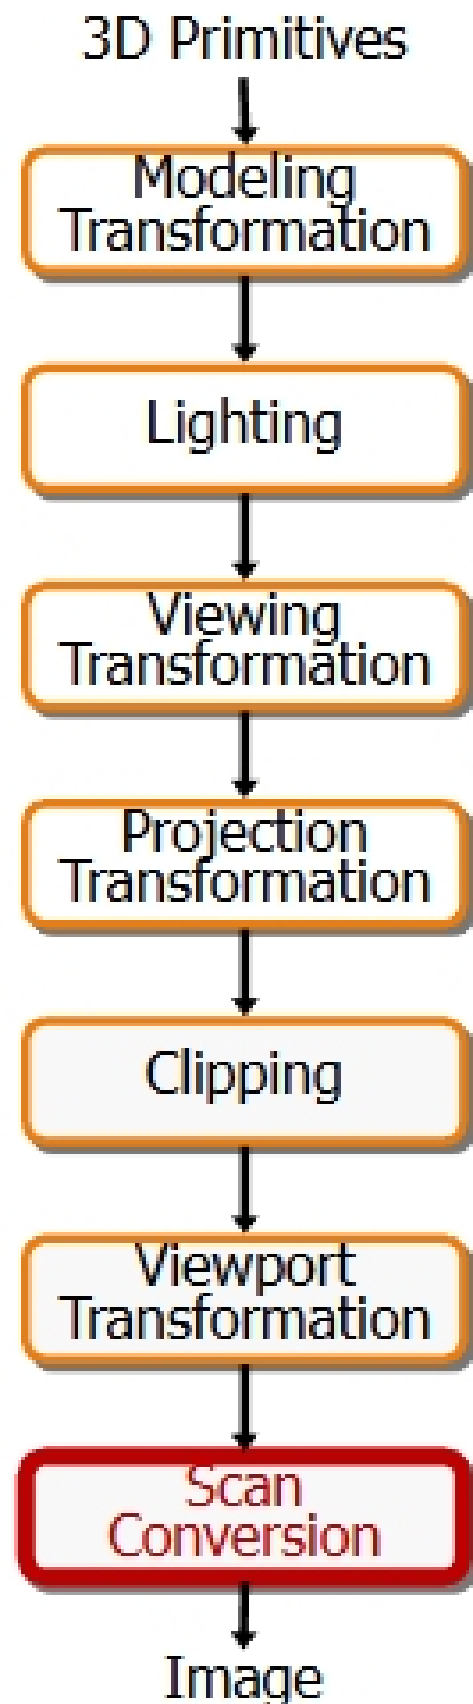 3D Primitives
Modeling
Transformation
Lighting
Viewing
Transformation
Projection
Transformation
Clipping
Viewport
Transformation
Scan
Conversion
Image